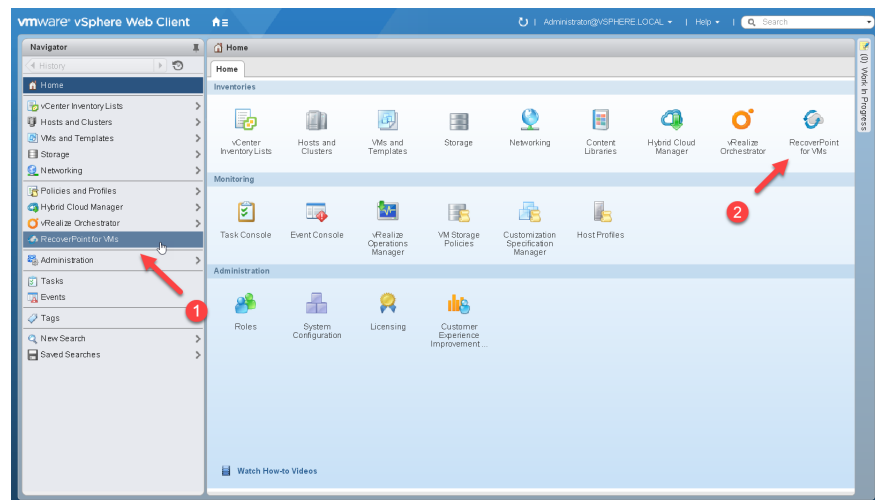 vmware® vSphere Web Client
Administrator@VSPHERE.LOCAL
Help
Search
Navigator
History
Home
vCenter Inventory Lists
Hosts and Clusters
VMs and Templates
Storage
Networking
Policies and Profiles
Hybrid Cloud Manager
vRealize Orchestrator
RecoverPoint for VMs
Administration
Tasks
Events
Tags
New Search
Saved Searches
1
Home
Home
Inventories
vCenter
Inventory Lists
Hosts and
Clusters
VMs and
Templates
Storage
Networking
Content
Libraries
Hybrid Cloud
Manager
vRealize
Orchestrator
RecoverPoint
for VMs
2
Monitoring
Task Console
Event Console
vRealize
Operations
Manager
VM Storage
Policies
Customization
Specification
Manager
Host Profiles
Administration
Roles
System
Configuration
Licensing
Customer
Experience
Improvement ...
Watch How-to Videos
(0) Work In Progress